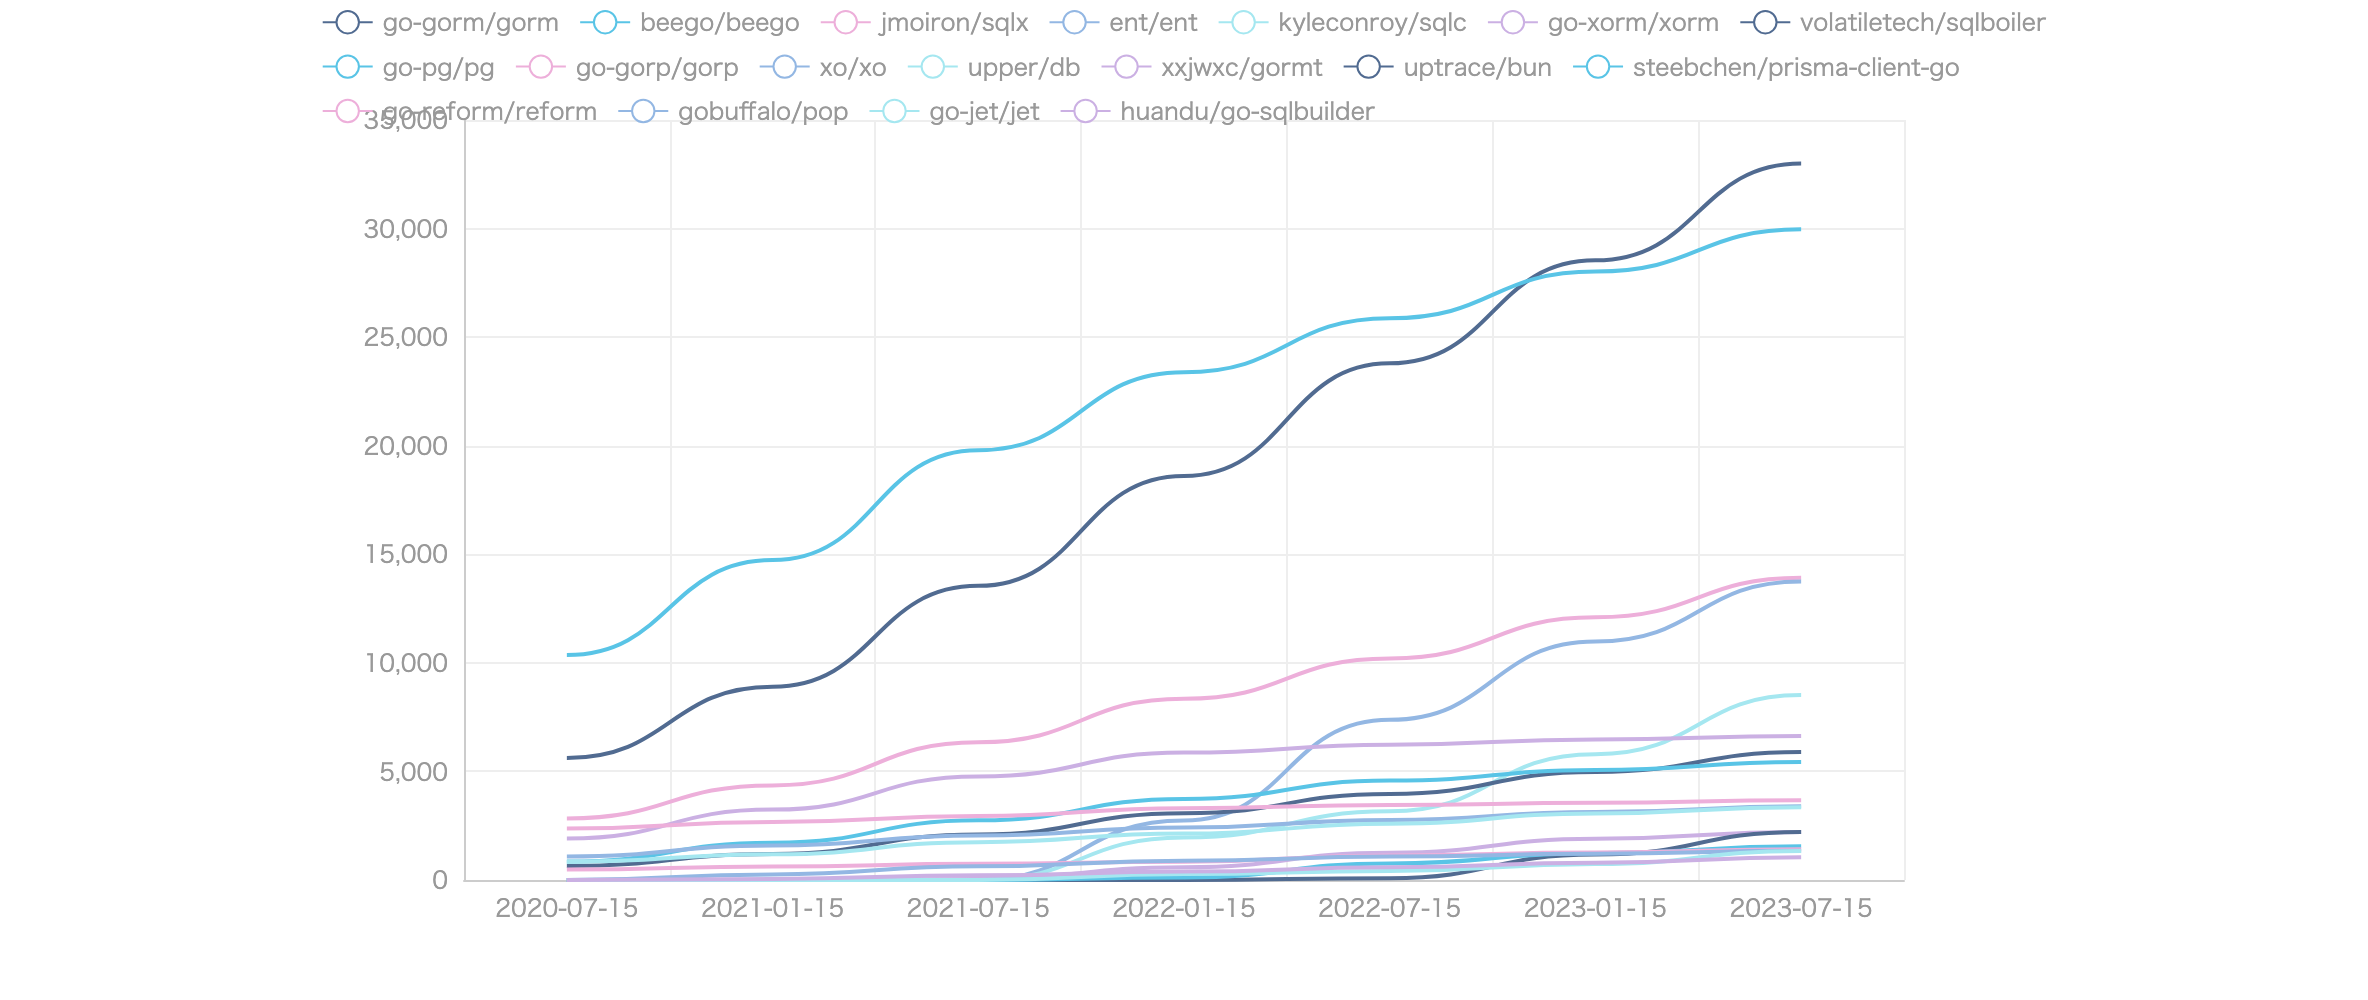 go-gorm/gorm beego/beego jmoiron/sqlx ent/ent kyleconroy/sqlc go-xorm/xorm volatiletech/sqlboiler
go-pg/pg go-gorp/gorp xo/xo upper/db xxjwxc/gormt uptrace/bun steebchen/prisma-client-go
go-reform/reform gobuffalo/pop go-jet/jet huandu/go-sqlbuilder
35,000
30,000
25,000
20,000
15,000
10,000
5,000
0
2020-07-15 2021-01-15 2021-07-15 2022-01-15 2022-07-15 2023-01-15 2023-07-15